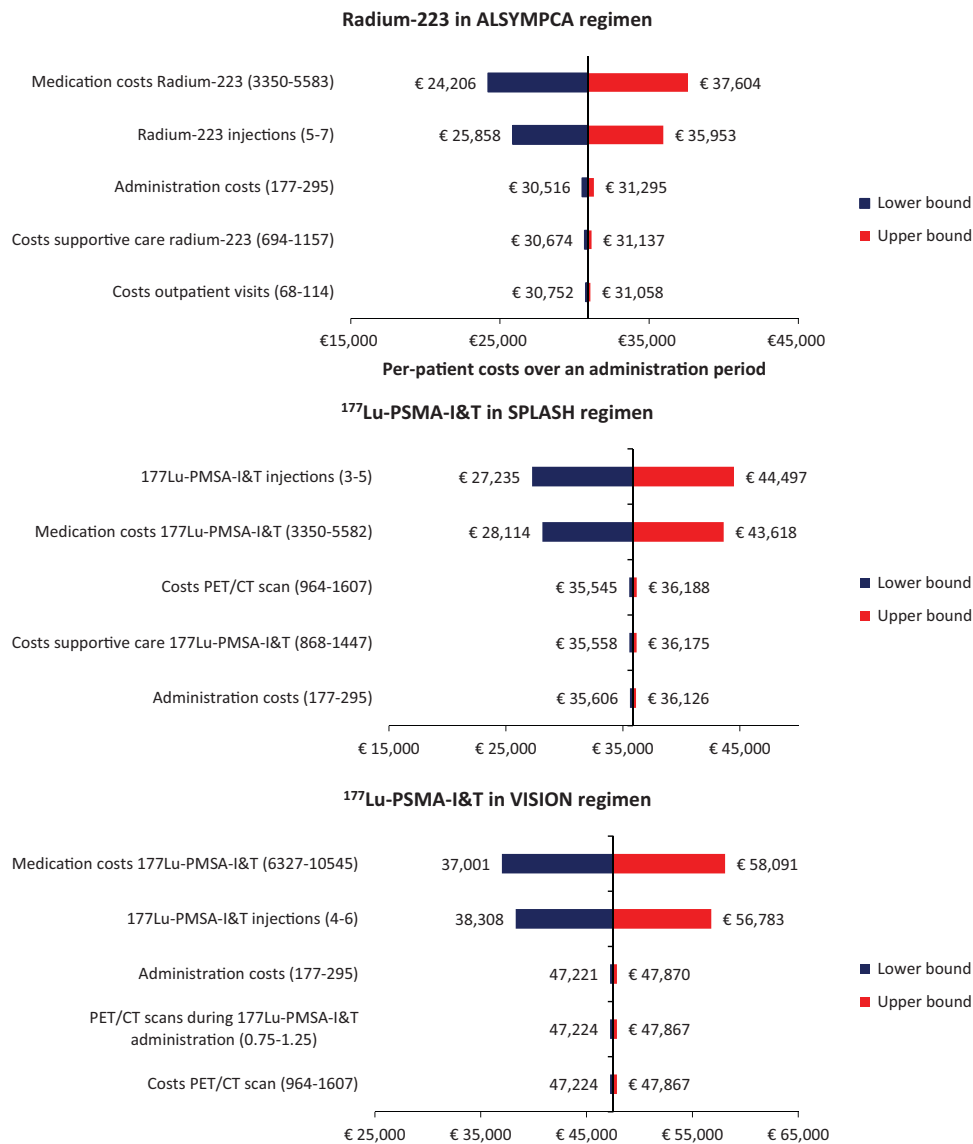 Radium-223 in ALSYMPCA regimen
Medication costs Radium-223 (3350-5583)
€ 24,206
€ 37,604
Radium-223 injections (5-7)
€ 25,858
€ 35,953
Administration costs (177-295)
€ 30,516
€ 31,295
Costs supportive care radium-223 (694-1157)
€ 30,674
€ 31,137
Costs outpatient visits (68-114)
€ 30,752
€ 31,058
Lower bound
Upper bound
€15,000
€25,000
€35,000
€45,000
Per-patient costs over an administration period
¹⁷⁷Lu-PSMA-I&T in SPLASH regimen
177Lu-PMSA-I&T injections (3-5)
€ 27,235
€ 44,497
Medication costs 177Lu-PMSA-I&T (3350-5582)
€ 28,114
€ 43,618
Costs PET/CT scan (964-1607)
€ 35,545
€ 36,188
Costs supportive care 177Lu-PMSA-I&T (868-1447)
€ 35,558
€ 36,175
Administration costs (177-295)
€ 35,606
€ 36,126
Lower bound
Upper bound
€ 15,000
€ 25,000
€ 35,000
€ 45,000
¹⁷⁷Lu-PSMA-I&T in VISION regimen
Medication costs 177Lu-PMSA-I&T (6327-10545)
37,001
€ 58,091
177Lu-PMSA-I&T injections (4-6)
38,308
€ 56,783
Administration costs (177-295)
47,221
€ 47,870
PET/CT scans during 177Lu-PMSA-I&T
administration (0.75-1.25)
47,224
€ 47,867
Costs PET/CT scan (964-1607)
47,224
€ 47,867
Lower bound
Upper bound
€ 25,000
€ 35,000
€ 45,000
€ 55,000
€ 65,000